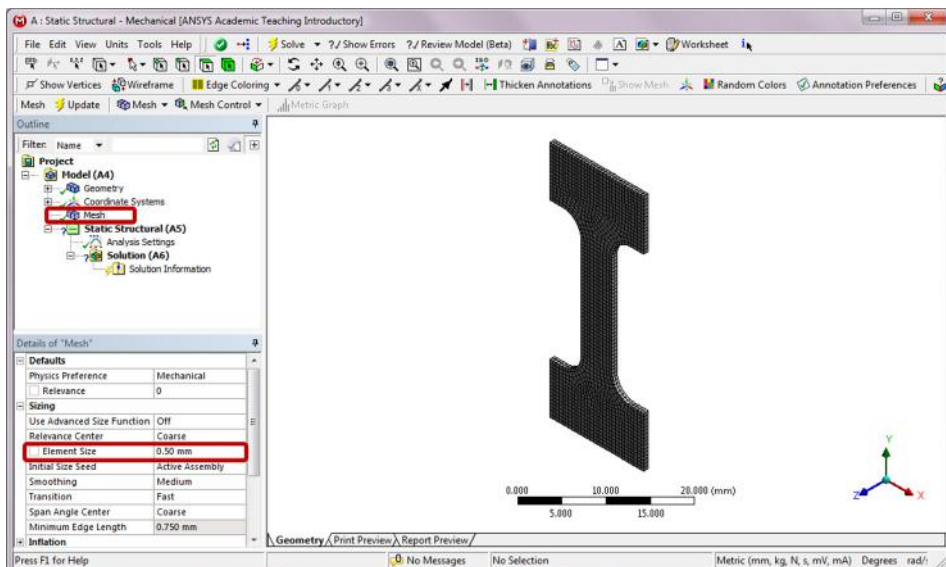 A : Static Structural - Mechanical [ANSYS Academic Teaching Introductory]
File Edit View Units Tools Help Solve ?/ Show Errors ?/ Review Model (Beta) A Worksheet
Show Vertices Wireframe Edge Coloring Thicken Annotations Show Mesh Random Colors Annotation Preferences
Mesh Update Mesh Mesh Control Metric Graph
Outline
Filter: Name
Project
Model (A4)
Geometry
Coordinate Systems
Mesh
Static Structural (A5)
Analysis Settings
Solution (A6)
Solution Information
Details of "Mesh"
Defaults
Physics Preference Mechanical
Relevance 0
Sizing
Use Advanced Size Function Off
Relevance Center Coarse
Element Size 0.50 mm
Initial Size Seed Active Assembly
Smoothing Medium
Transition Fast
Span Angle Center Coarse
Minimum Edge Length 0.750 mm
Inflation
0.000 10.000 20.000 (mm)
5.000 15.000
Y
Z X
Geometry Print Preview Report Preview
Press F1 for Help 0 No Messages No Selection Metric (mm, kg, N, s, mV, mA) Degrees rad/s